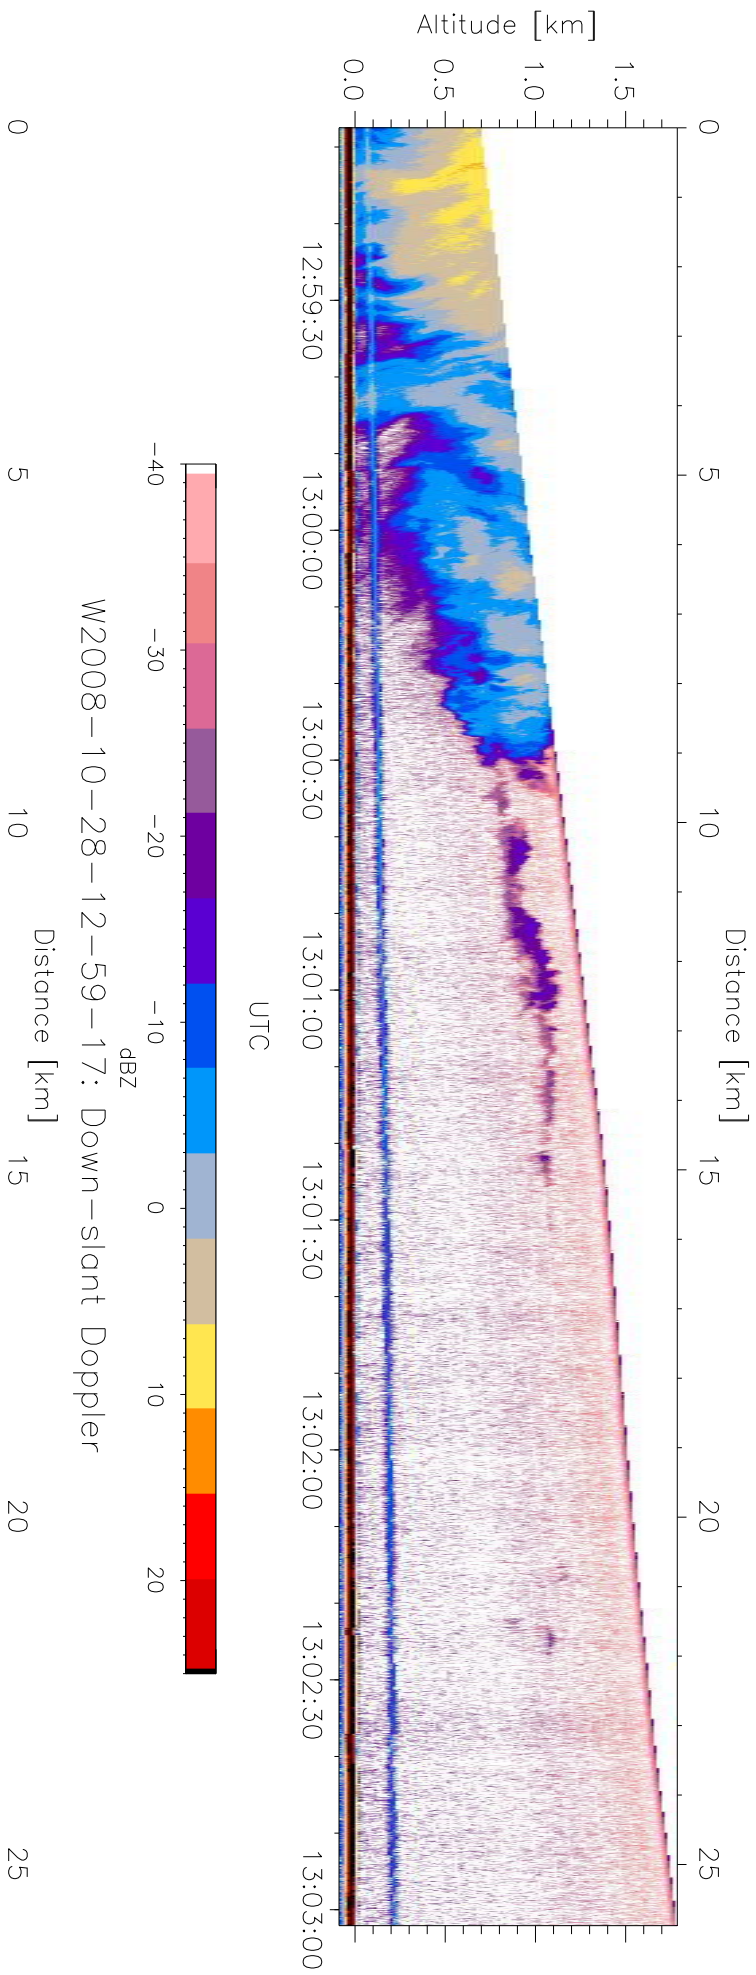 Distance [km]
0 5 10 15 20 25
Altitude [km]
0.0 0.5 1.0 1.5
12:59:30 13:00:00 13:00:30 13:01:00 13:01:30 13:02:00 13:02:30 13:03:00
UTC
-40 -30 -20 -10 0 10 20
dBZ
W2008-10-28-12-59-17: Down-slant Doppler
Distance [km]
0 5 10 15 20 25